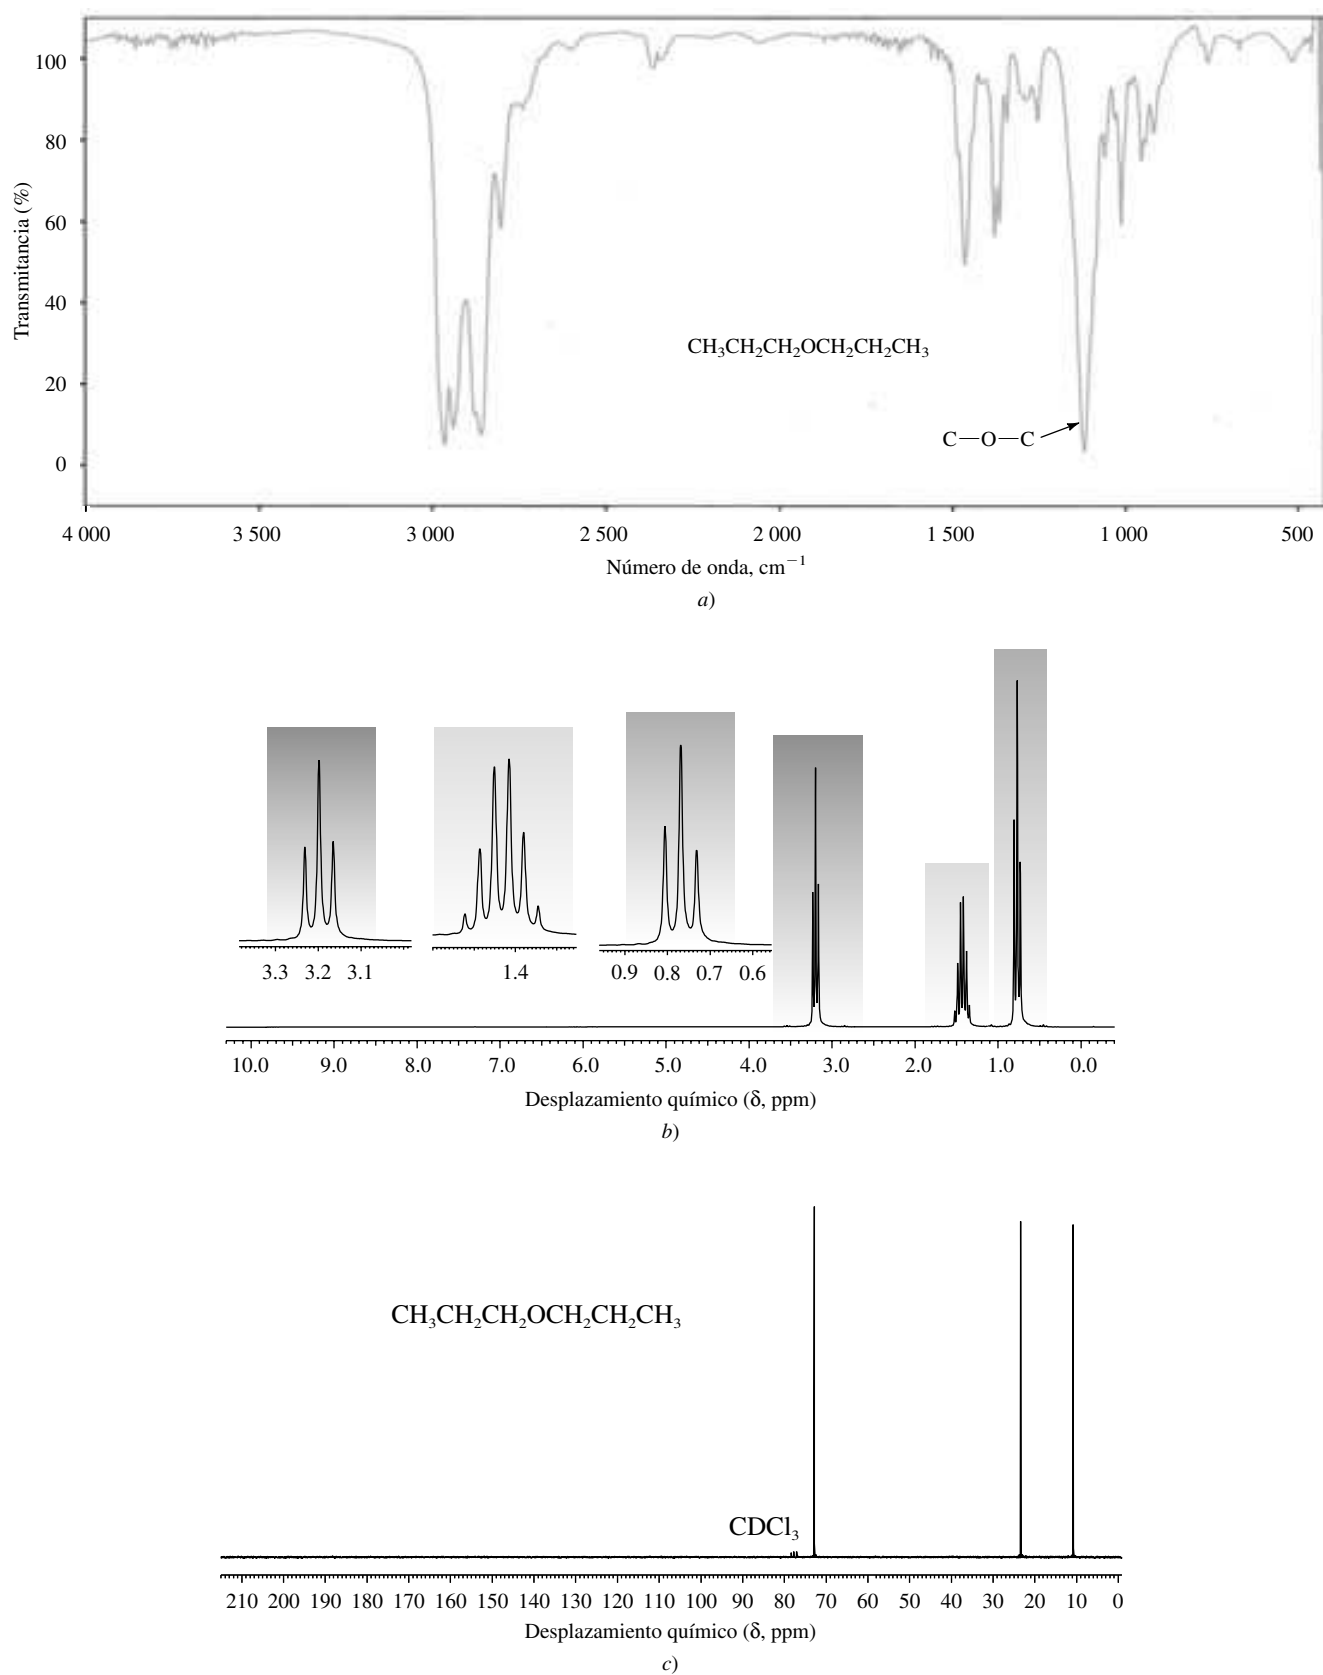 Transmitancia (%)
100
80
60
40
20
0
CH₃CH₂CH₂OCH₂CH₂CH₃
C—O—C
4 000 3 500 3 000 2 500 2 000 1 500 1 000 500
Número de onda, cm⁻¹
a)
3.3 3.2 3.1
1.4
0.9 0.8 0.7 0.6
10.0 9.0 8.0 7.0 6.0 5.0 4.0 3.0 2.0 1.0 0.0
Desplazamiento químico (δ, ppm)
b)
CH₃CH₂CH₂OCH₂CH₂CH₃
CDCl₃
210 200 190 180 170 160 150 140 130 120 110 100 90 80 70 60 50 40 30 20 10 0
Desplazamiento químico (δ, ppm)
c)